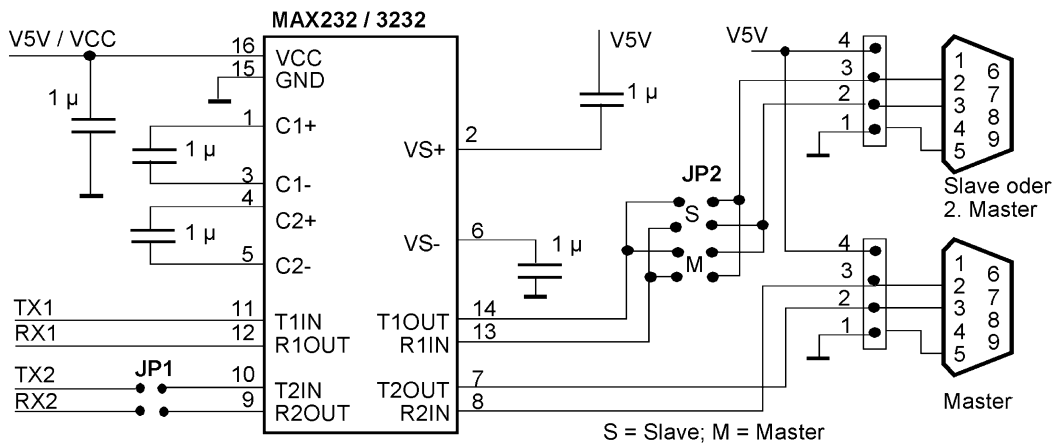 MAX232 / 3232
V5V / VCC
16
VCC
15
GND
1 µ
1
C1+
1 µ
3
C1-
4
C2+
1 µ
5
C2-
TX1
11
T1IN
RX1
12
R1OUT
TX2
JP1
10
T2IN
RX2
9
R2OUT
VS+
2
V5V
1 µ
VS-
6
1 µ
T1OUT
14
R1IN
13
T2OUT
7
R2IN
8
JP2
S
M
V5V
4
3
2
1
1
2
3
4
5
6
7
8
9
Slave oder
2. Master
4
3
2
1
1
2
3
4
5
6
7
8
9
Master
S = Slave; M = Master